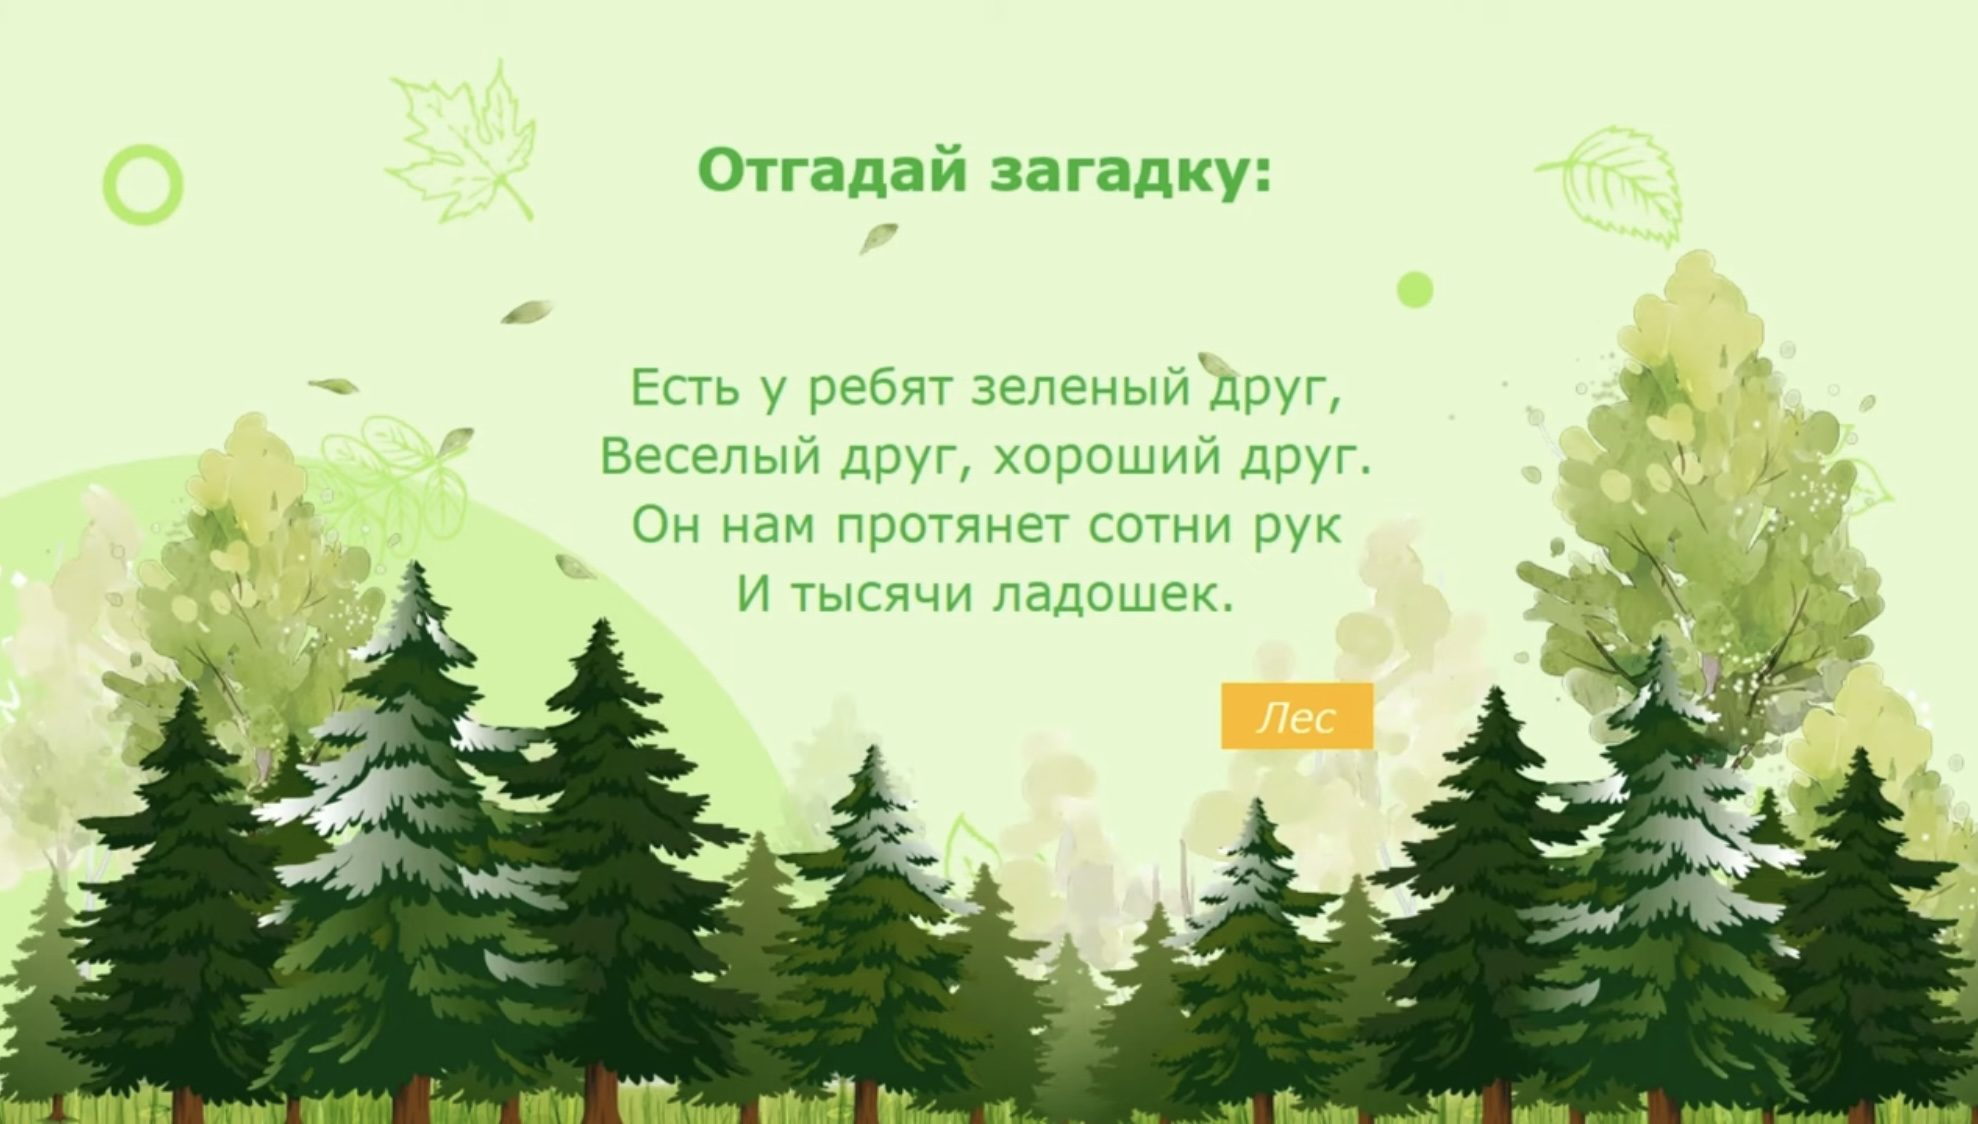 Отгадай загадку:
Есть у ребят зеленый друг,
Веселый друг, хороший друг.
Он нам протянет сотни рук
И тысячи ладошек.
Лес